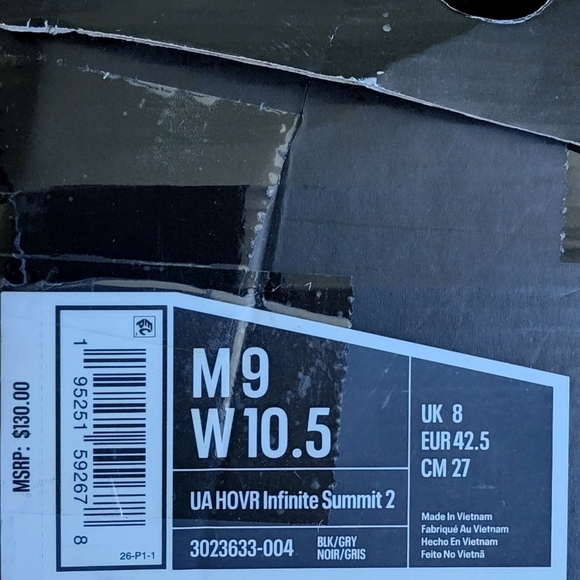 MSRP: $130.00
1 95251 59267 8
26-P1-1
M 9
W 10.5
UA HOVR Infinite Summit 2
3023633-004
BLK/GRY
NOIR/GRIS
UK 8
EUR 42.5
CM 27
Made In Vietnam
Fabriqué Au Vietnam
Hecho En Vietnam
Feito No Vietnã